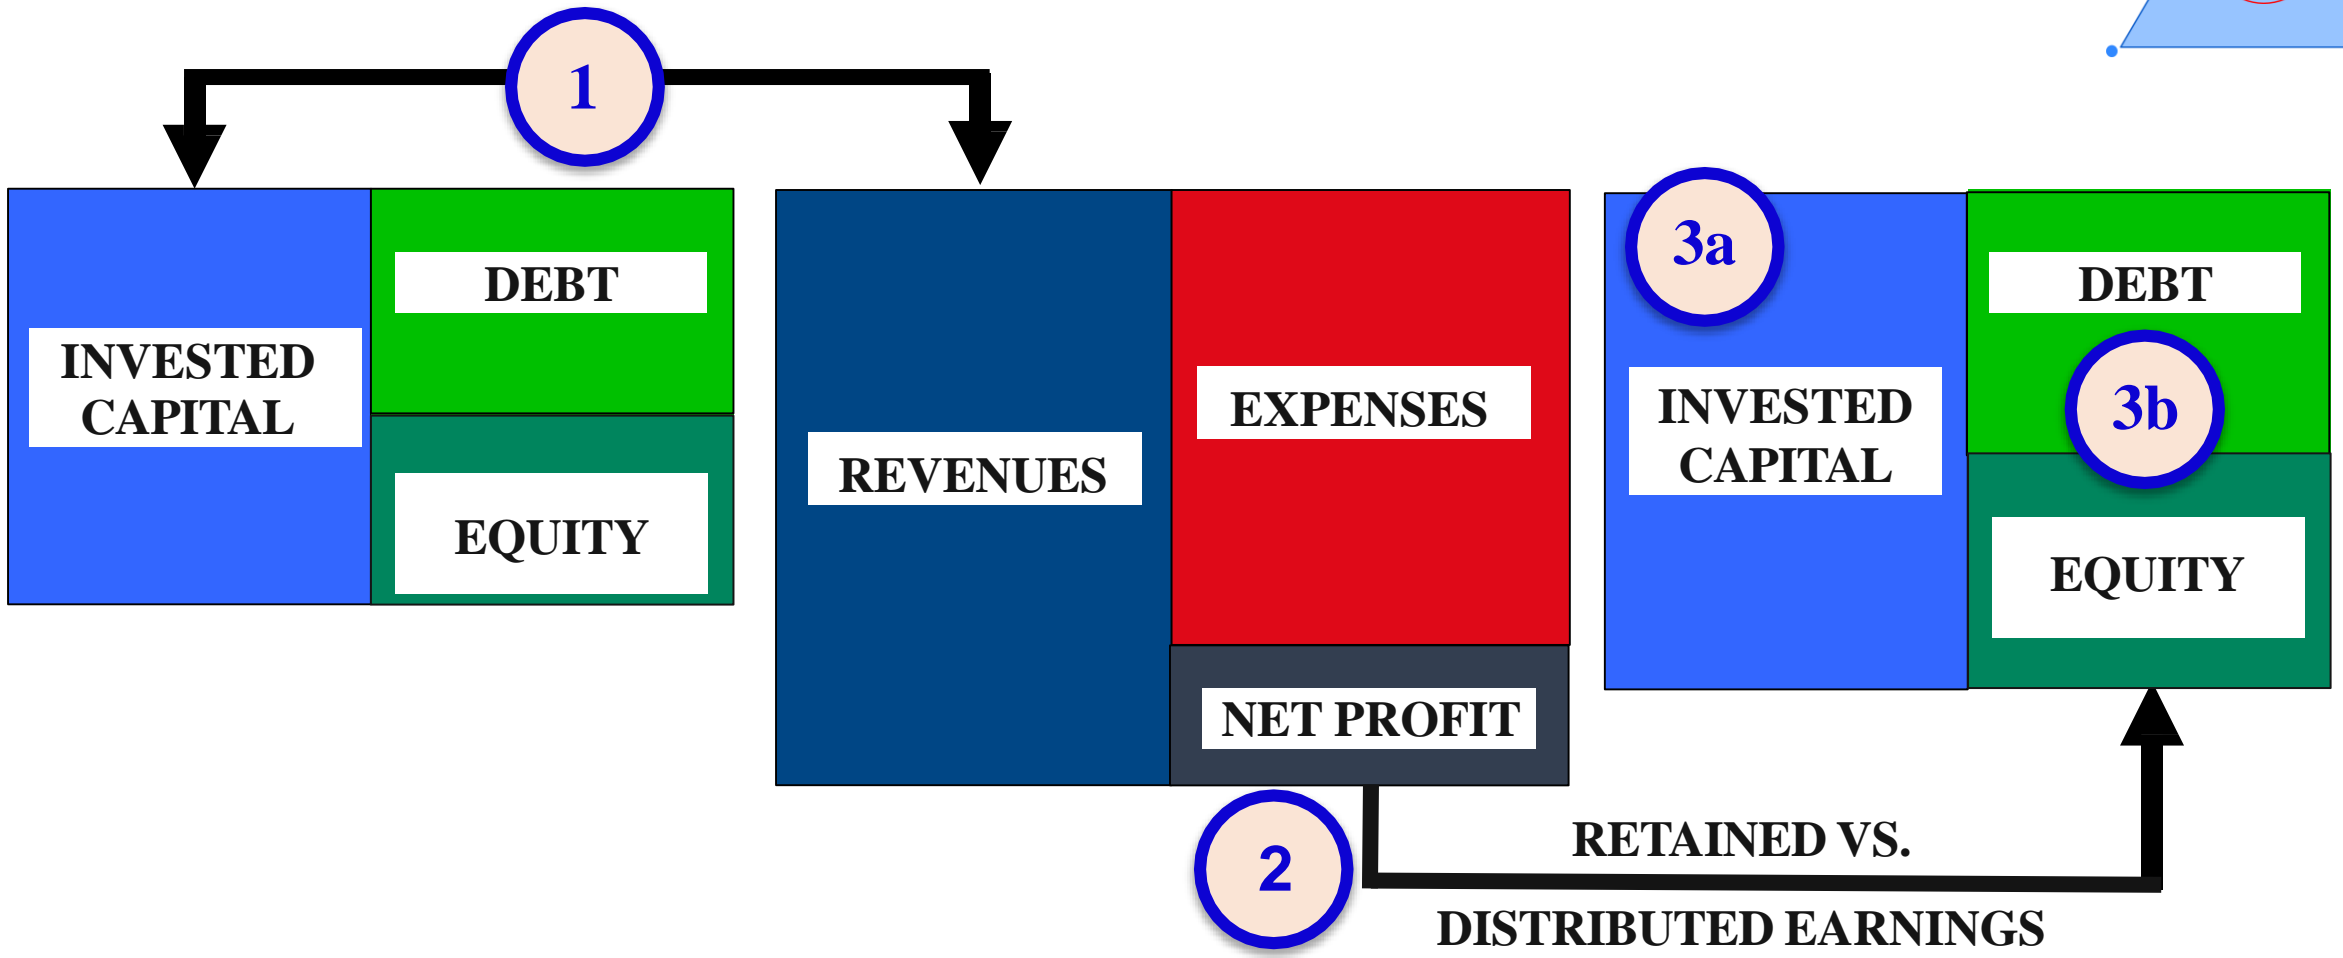 1
INVESTED
CAPITAL
DEBT
EQUITY
REVENUES
EXPENSES
NET PROFIT
2
RETAINED VS.
DISTRIBUTED EARNINGS
3a
INVESTED
CAPITAL
DEBT
3b
EQUITY